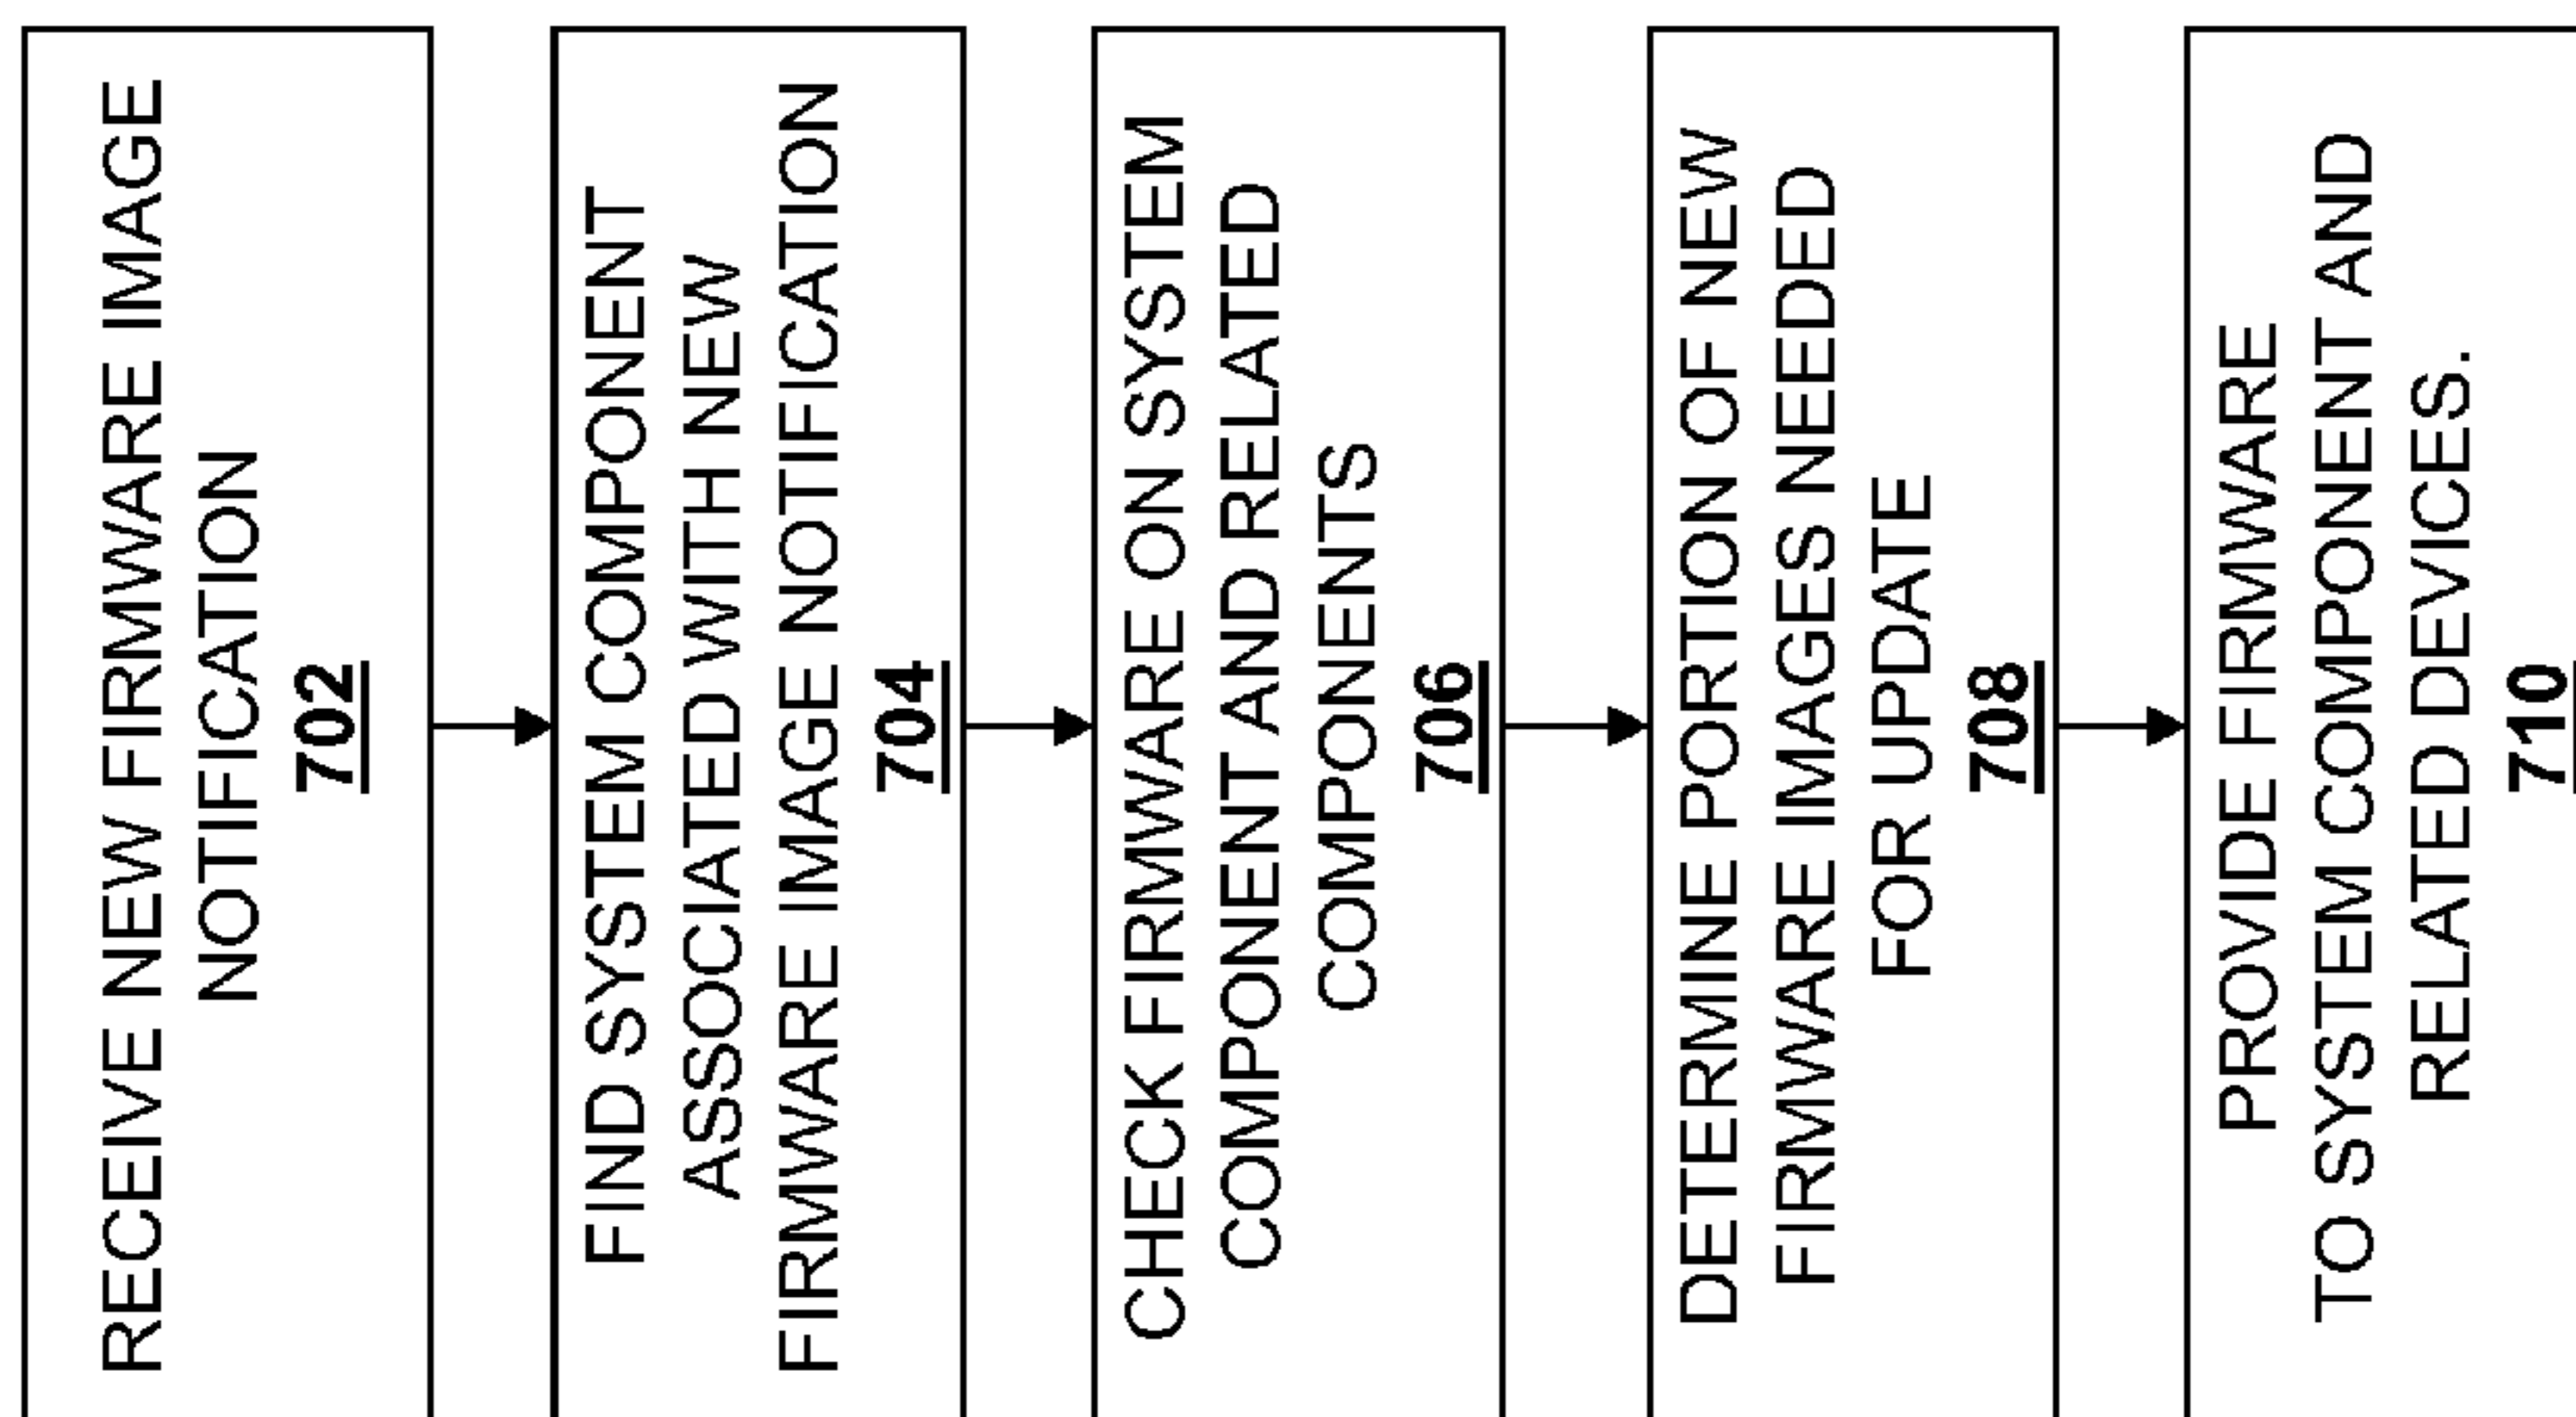 RECEIVE NEW FIRMWARE IMAGE
NOTIFICATION
702
FIND SYSTEM COMPONENT
ASSOCIATED WITH NEW
FIRMWARE IMAGE NOTIFICATION
704
CHECK FIRMWARE ON SYSTEM
COMPONENT AND RELATED
COMPONENTS
706
DETERMINE PORTION OF NEW
FIRMWARE IMAGES NEEDED
FOR UPDATE
708
PROVIDE FIRMWARE
TO SYSTEM COMPONENT AND
RELATED DEVICES.
710